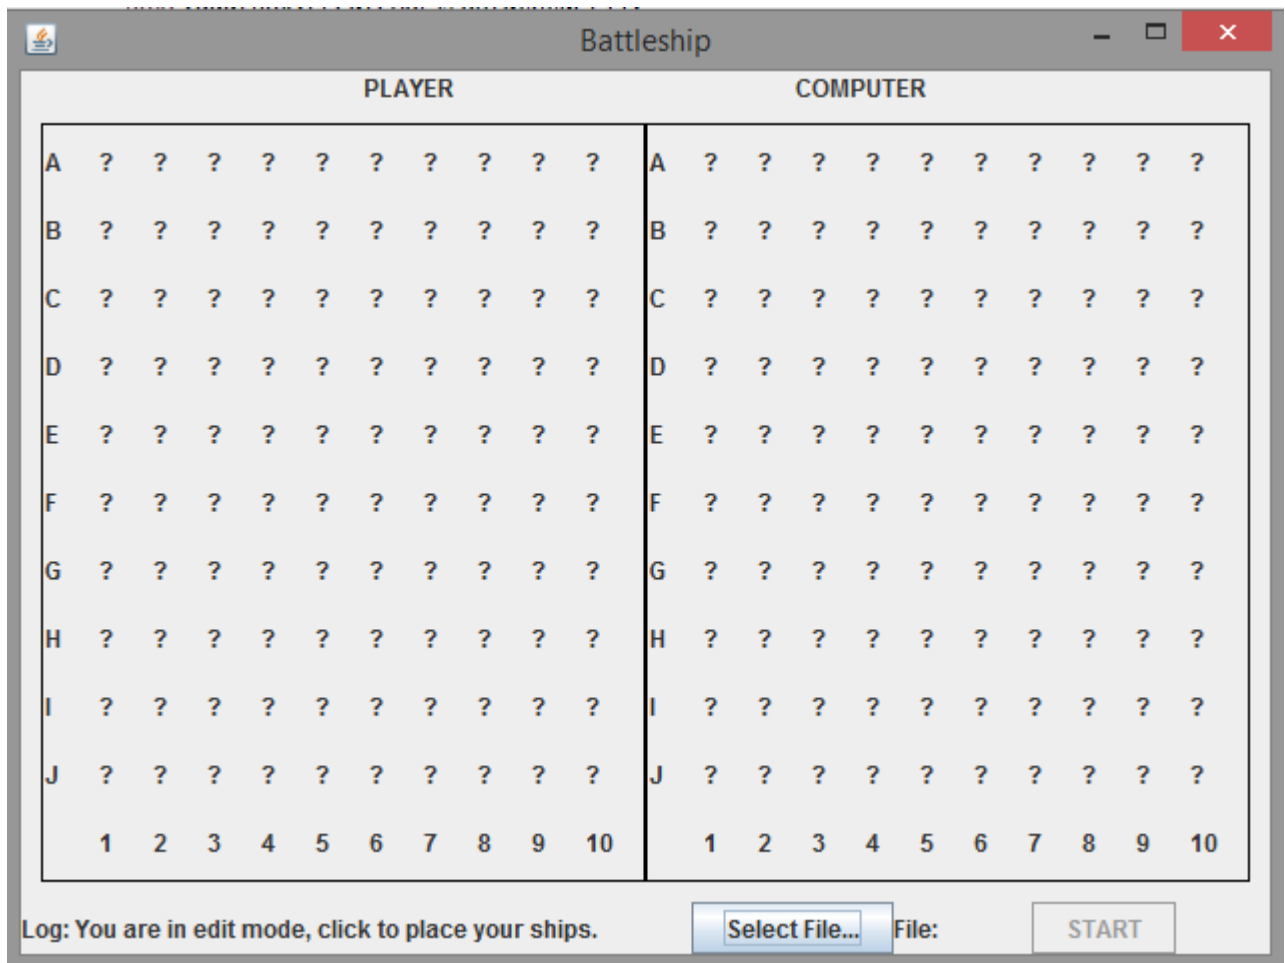 Battleship
PLAYER COMPUTER
A ? ? ? ? ? ? ? ? ? ? A ? ? ? ? ? ? ? ? ? ?
B ? ? ? ? ? ? ? ? ? ? B ? ? ? ? ? ? ? ? ? ?
C ? ? ? ? ? ? ? ? ? ? C ? ? ? ? ? ? ? ? ? ?
D ? ? ? ? ? ? ? ? ? ? D ? ? ? ? ? ? ? ? ? ?
E ? ? ? ? ? ? ? ? ? ? E ? ? ? ? ? ? ? ? ? ?
F ? ? ? ? ? ? ? ? ? ? F ? ? ? ? ? ? ? ? ? ?
G ? ? ? ? ? ? ? ? ? ? G ? ? ? ? ? ? ? ? ? ?
H ? ? ? ? ? ? ? ? ? ? H ? ? ? ? ? ? ? ? ? ?
I ? ? ? ? ? ? ? ? ? ? I ? ? ? ? ? ? ? ? ? ?
J ? ? ? ? ? ? ? ? ? ? J ? ? ? ? ? ? ? ? ? ?
1 2 3 4 5 6 7 8 9 10 1 2 3 4 5 6 7 8 9 10
Log: You are in edit mode, click to place your ships. Select File... File: START